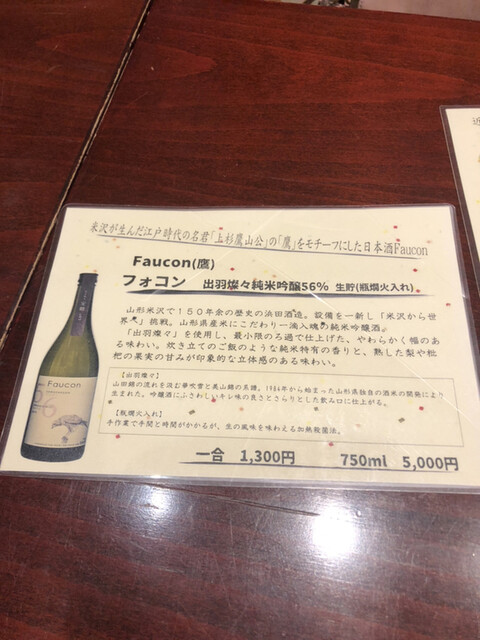 米沢が生んだ江戸時代の名君「上杉鷹山公」の「鷹」をモチーフにした日本酒Faucon
Faucon(鷹)
フォコン 出羽燦々純米吟醸56% 生貯(瓶燗火入れ)
山形米沢で150年余の歴史の浜田酒造。設備を一新し「米沢から世
界へ」挑戦。山形県産米にこだわり一滴入魂の純米吟醸酒。
「出羽燦々」を使用し、最小限のろ過で仕上げた、やわらかく幅のあ
る味わい。炊き立てのご飯のような純米特有の香りと、熟した梨や枇
杷の果実の甘みが印象的な立体感のある味わい。
【出羽燦々】
山田錦の流れを汲む華吹雪と美山錦の系譜。1986年から始まった山形県独自の酒米の開発により
生まれた。吟醸酒にふさわしいキレ味の良さとさらりとした飲み口に仕上がる。
【瓶燗火入れ】
手作業で手間と時間がかかるが、生の風味を味わえる加熱殺菌法。
一合 1,300円 750ml 5,000円
Faucon
近